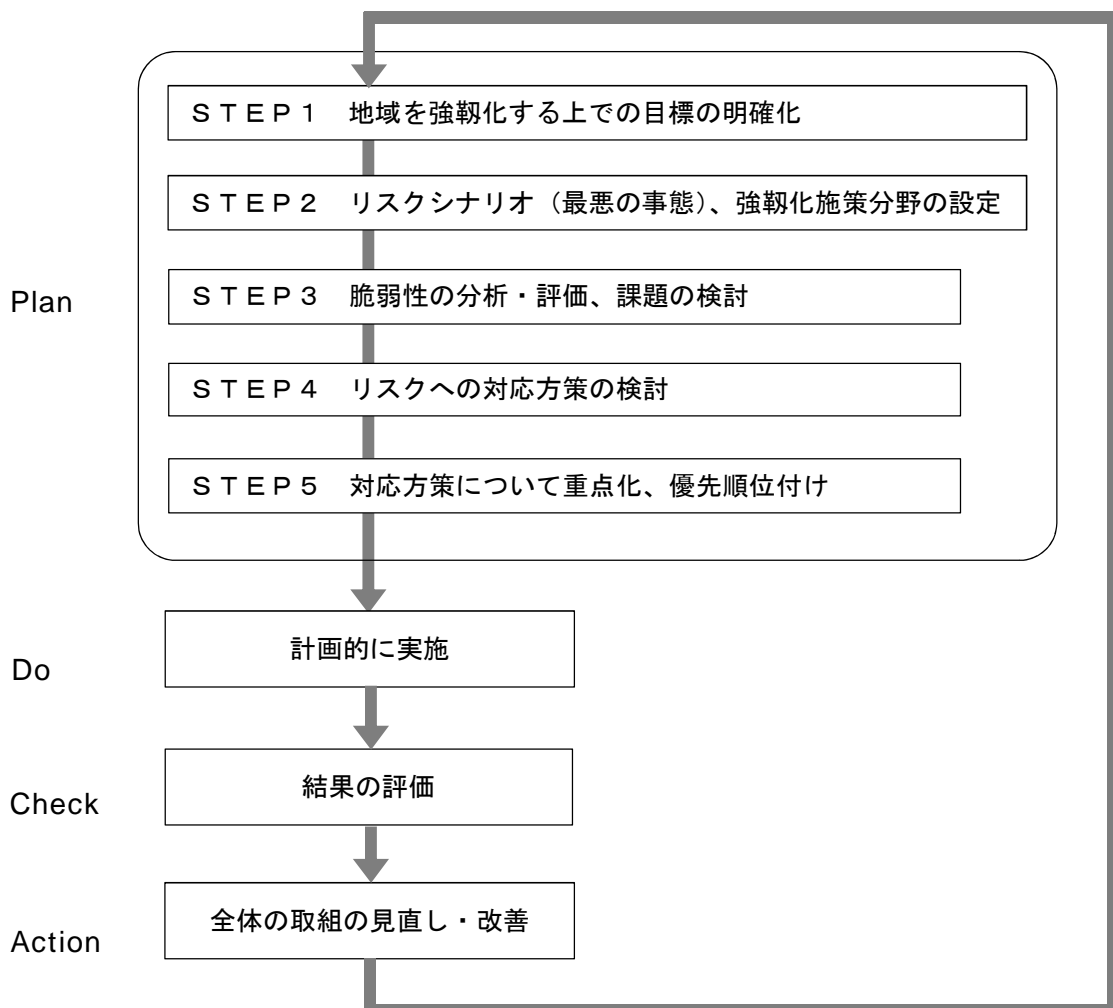 ＳＴＥＰ１　地域を強靱化する上での目標の明確化
ＳＴＥＰ２　リスクシナリオ（最悪の事態）、強靱化施策分野の設定
Plan
ＳＴＥＰ３　脆弱性の分析・評価、課題の検討
ＳＴＥＰ４　リスクへの対応方策の検討
ＳＴＥＰ５　対応方策について重点化、優先順位付け
Do
計画的に実施
Check
結果の評価
Action
全体の取組の見直し・改善